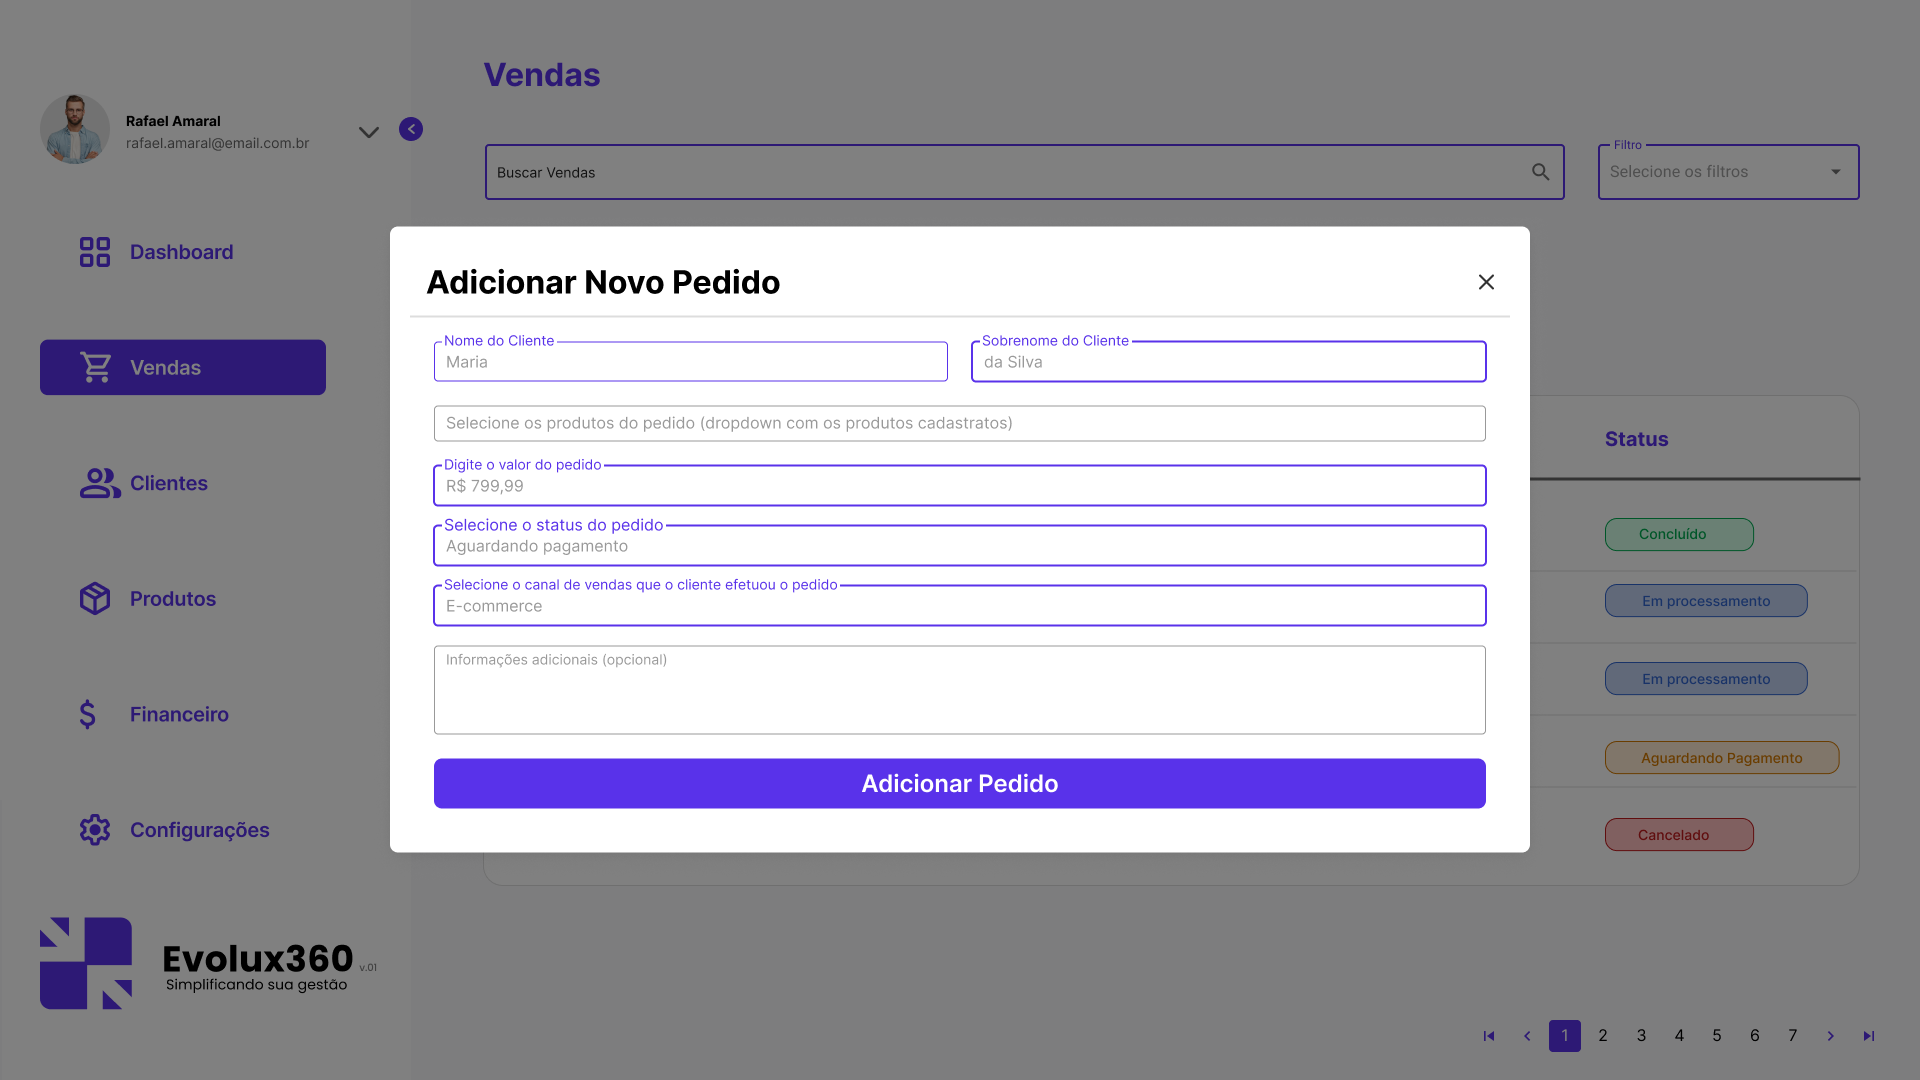 Rafael Amaral
rafael.amaral@email.com.br
Dashboard
Vendas
Clientes
Produtos
Financeiro
Configurações
Evolux360 v.01
Simplificando sua gestão
Vendas
Buscar Vendas
Filtro
Selecione os filtros
Adicionar Novo Pedido
Nome do Cliente
Maria
Sobrenome do Cliente
da Silva
Selecione os produtos do pedido (dropdown com os produtos cadastratos)
Digite o valor do pedido
R$ 799,99
Selecione o status do pedido
Aguardando pagamento
Selecione o canal de vendas que o cliente efetuou o pedido
E-commerce
Informações adicionais (opcional)
Adicionar Pedido
Status
Concluído
Em processamento
Em processamento
Aguardando Pagamento
Cancelado
1 2 3 4 5 6 7